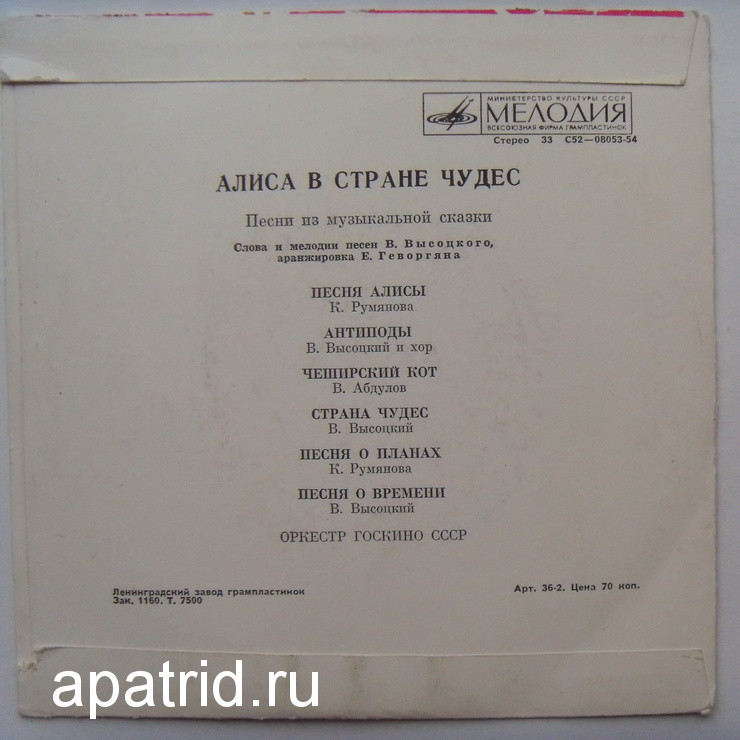 МИНИСТЕРСТВО КУЛЬТУРЫ СССР
МЕЛОДИЯ
ВСЕСОЮЗНАЯ ФИРМА ГРАМПЛАСТИНОК
Стерео 33 С52—08053-54
АЛИСА В СТРАНЕ ЧУДЕС
Песни из музыкальной сказки
Слова и мелодии песен В. Высоцкого,
аранжировка Е. Геворгяна
ПЕСНЯ АЛИСЫ
К. Румянова
АНТИПОДЫ
В. Высоцкий и хор
ЧЕШИРСКИЙ КОТ
В. Абдулов
СТРАНА ЧУДЕС
В. Высоцкий
ПЕСНЯ О ПЛАНАХ
К. Румянова
ПЕСНЯ О ВРЕМЕНИ
В. Высоцкий
ОРКЕСТР ГОСКИНО СССР
Ленинградский завод грампластинок
Зак. 1160. Т. 7500
Арт. 36-2. Цена 70 коп.
apatrid.ru